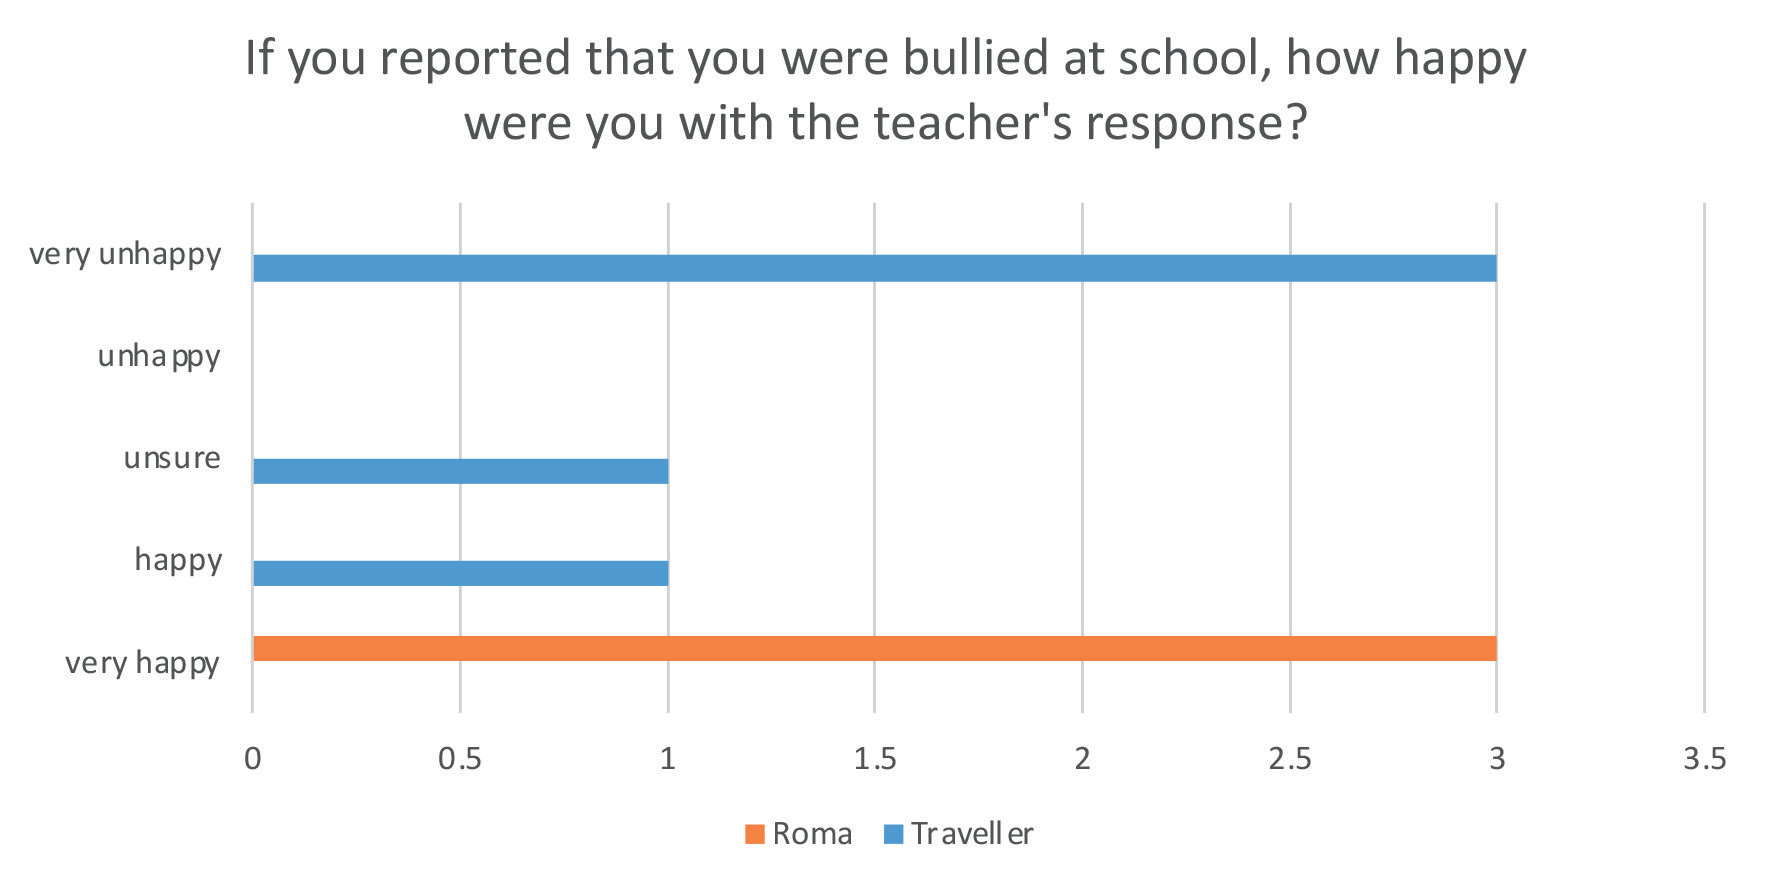 If you reported that you were bullied at school, how happy
were you with the teacher's response?
very unhappy
unhappy
unsure
happy
very happy
0 0.5 1 1.5 2 2.5 3 3.5
Roma Traveller